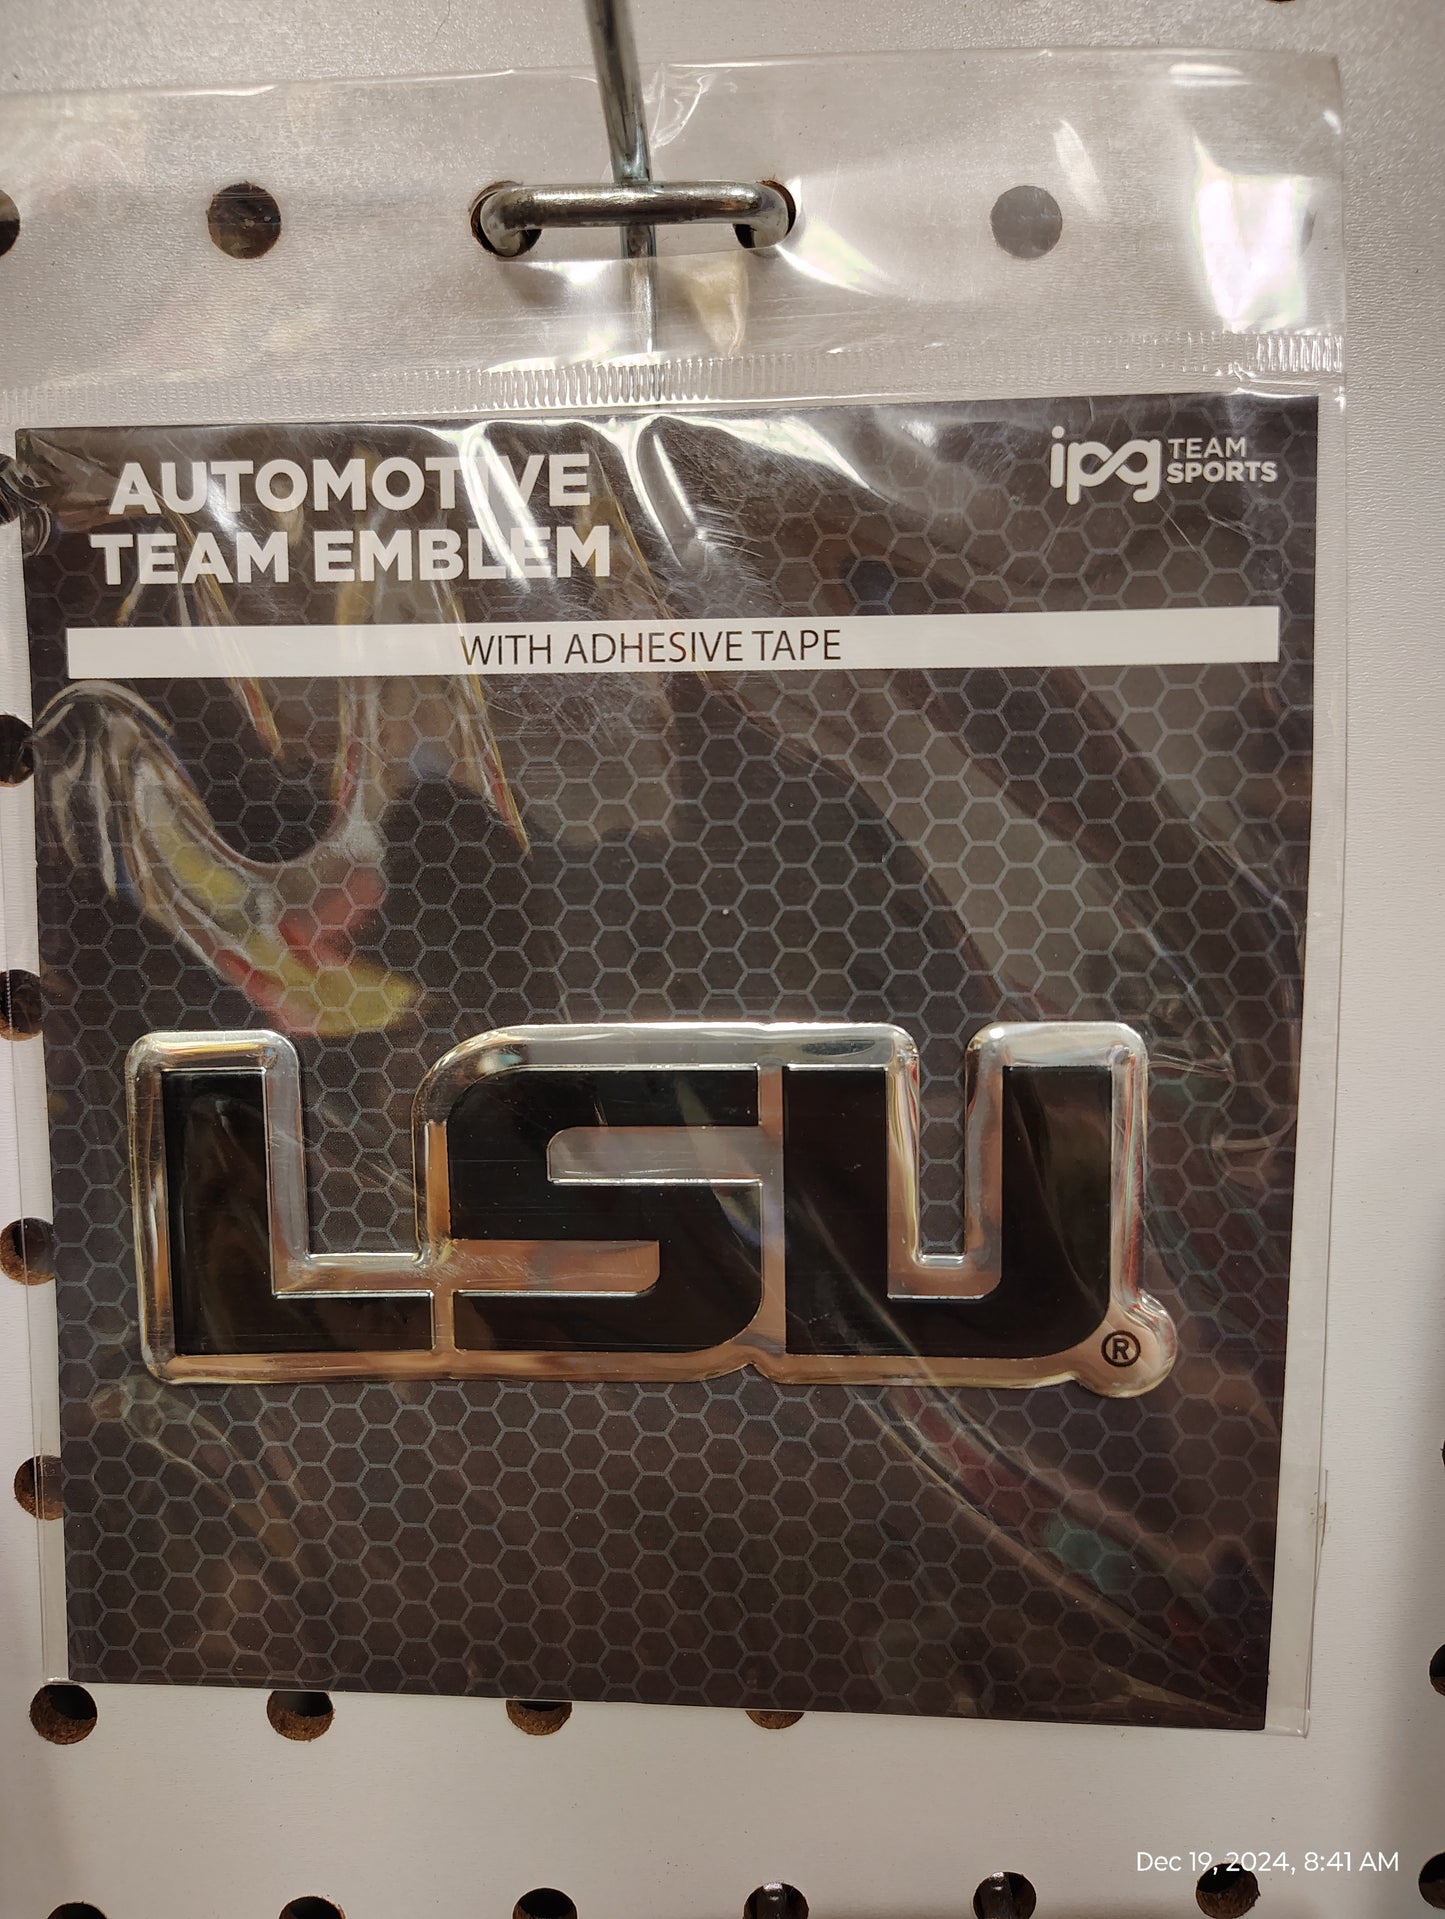 AUTOMOTIVE
TEAM EMBLEM
ipg TEAM
SPORTS
WITH ADHESIVE TAPE
LSU
®
Dec 19, 2024, 8:41 AM